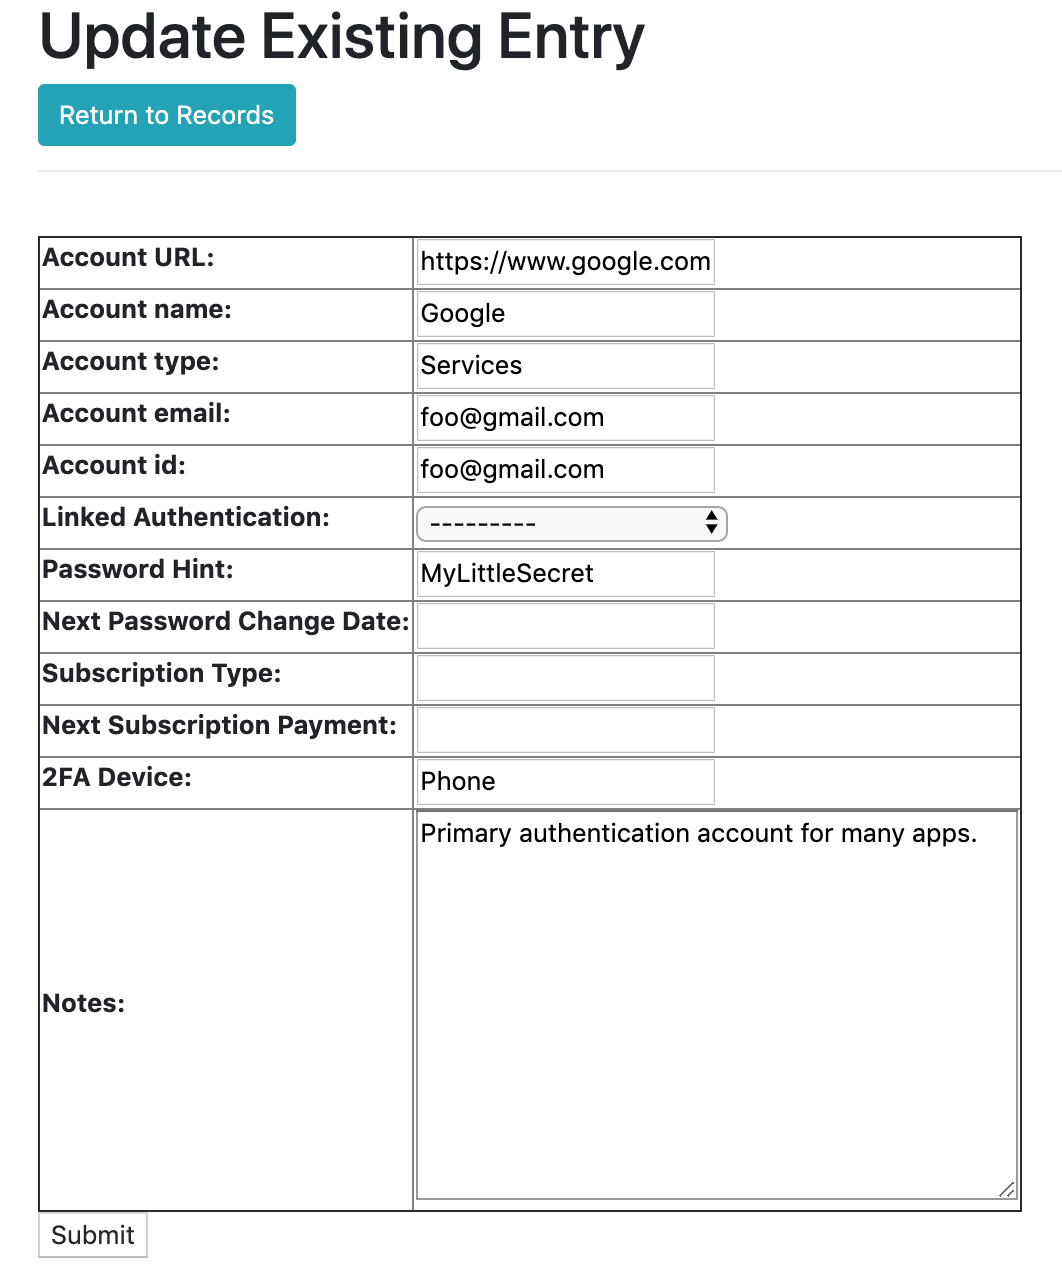 Update Existing Entry
Return to Records
Account URL: https://www.google.com
Account name: Google
Account type: Services
Account email: foo@gmail.com
Account id: foo@gmail.com
Linked Authentication: ---------
Password Hint: MyLittleSecret
Next Password Change Date:
Subscription Type:
Next Subscription Payment:
2FA Device: Phone
Notes: Primary authentication account for many apps.
Submit